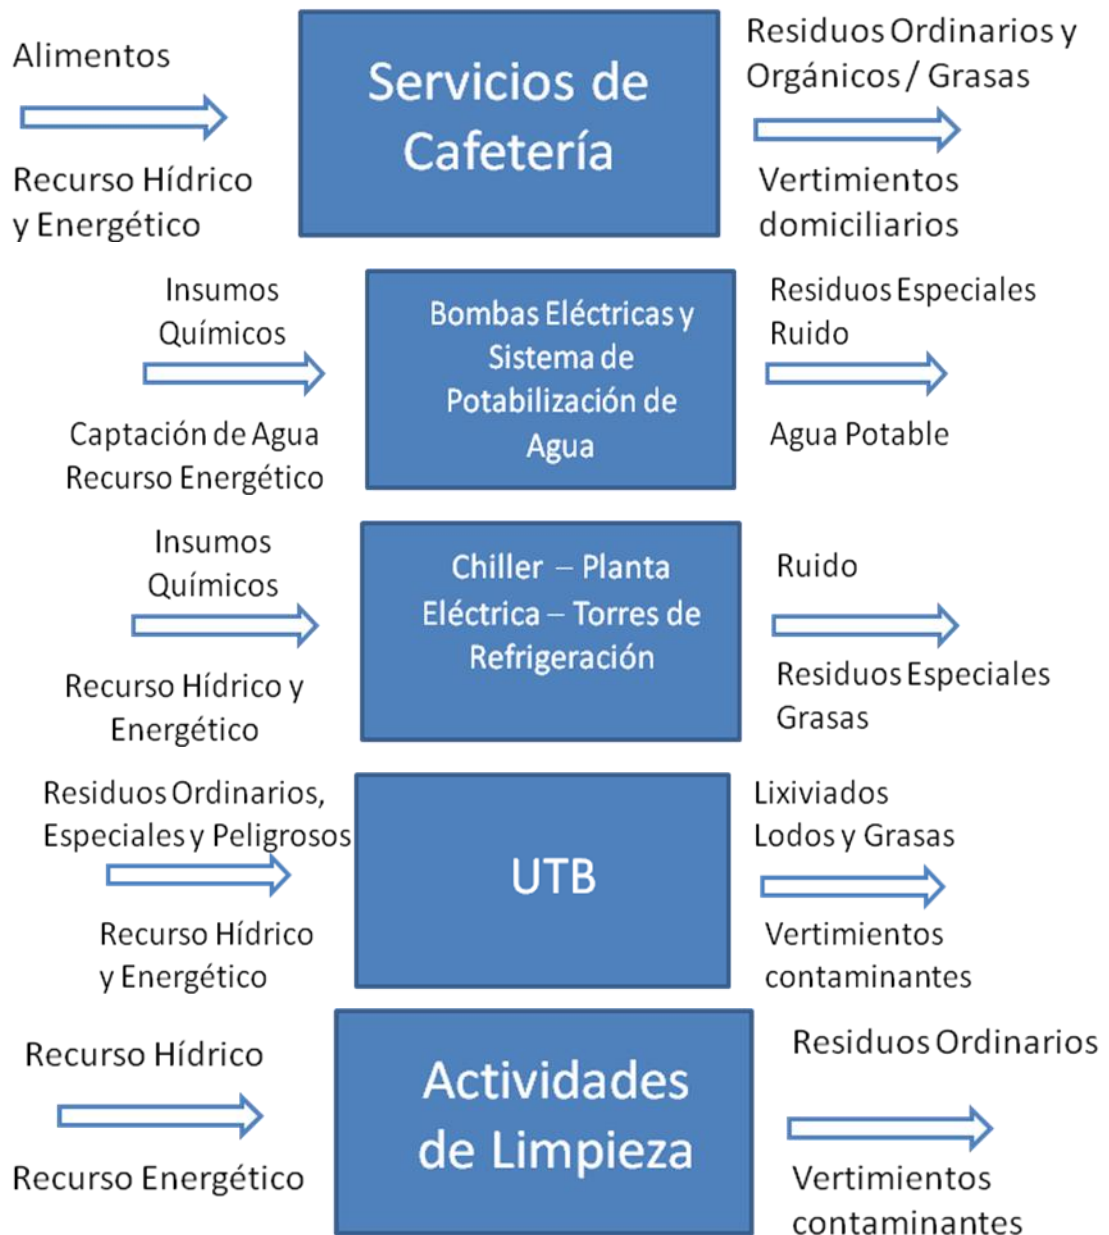 Alimentos
Recurso Hídrico
y Energético
Servicios de
Cafetería
Residuos Ordinarios y
Orgánicos / Grasas
Vertimientos
domiciliarios
Insumos
Químicos
Captación de Agua
Recurso Energético
Bombas Eléctricas y
Sistema de
Potabilización de
Agua
Residuos Especiales
Ruido
Agua Potable
Insumos
Químicos
Recurso Hídrico y
Energético
Chiller – Planta
Eléctrica – Torres de
Refrigeración
Ruido
Residuos Especiales
Grasas
Residuos Ordinarios,
Especiales y Peligrosos
Recurso Hídrico
y Energético
UTB
Lixiviados
Lodos y Grasas
Vertimientos
contaminantes
Recurso Hídrico
Recurso Energético
Actividades
de Limpieza
Residuos Ordinarios
Vertimientos
contaminantes